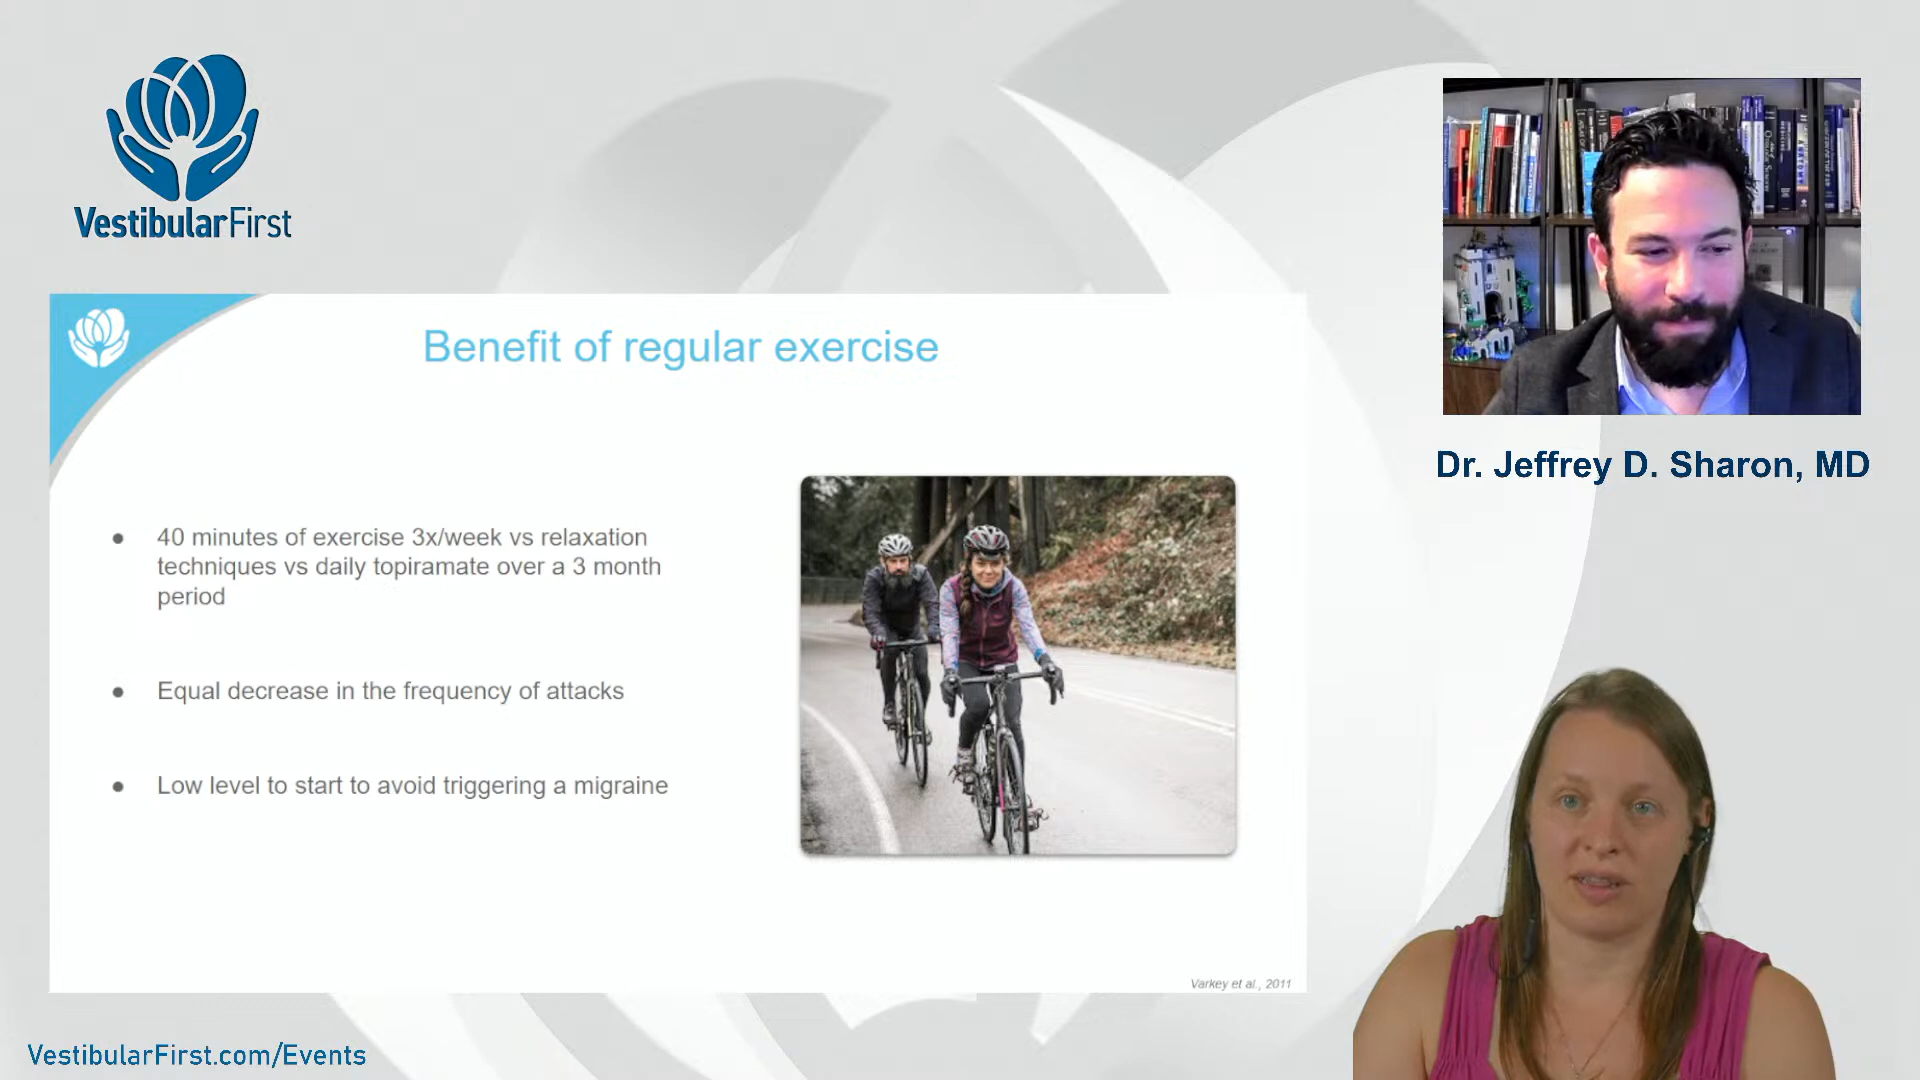 VestibularFirst
Benefit of regular exercise
● 40 minutes of exercise 3x/week vs relaxation
techniques vs daily topiramate over a 3 month
period
● Equal decrease in the frequency of attacks
● Low level to start to avoid triggering a migraine
Varkey et al., 2011
Dr. Jeffrey D. Sharon, MD
VestibularFirst.com/Events